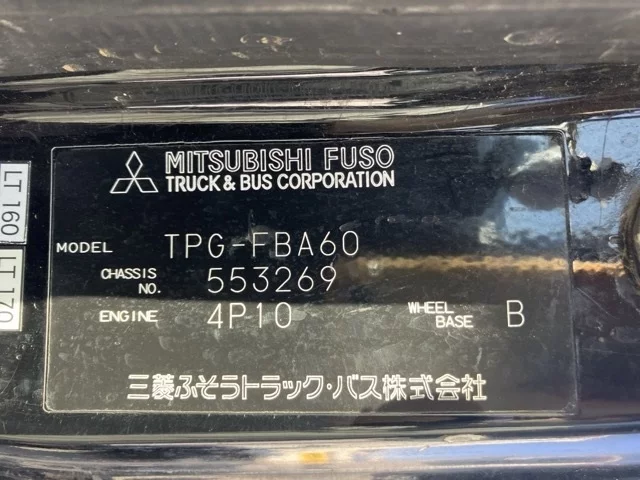 MITSUBISHI FUSO
TRUCK & BUS CORPORATION
MODEL TPG-FBA60
CHASSIS NO. 553269
ENGINE 4P10 WHEEL BASE B
三菱ふそうトラック・バス株式会社
LT160
LT170